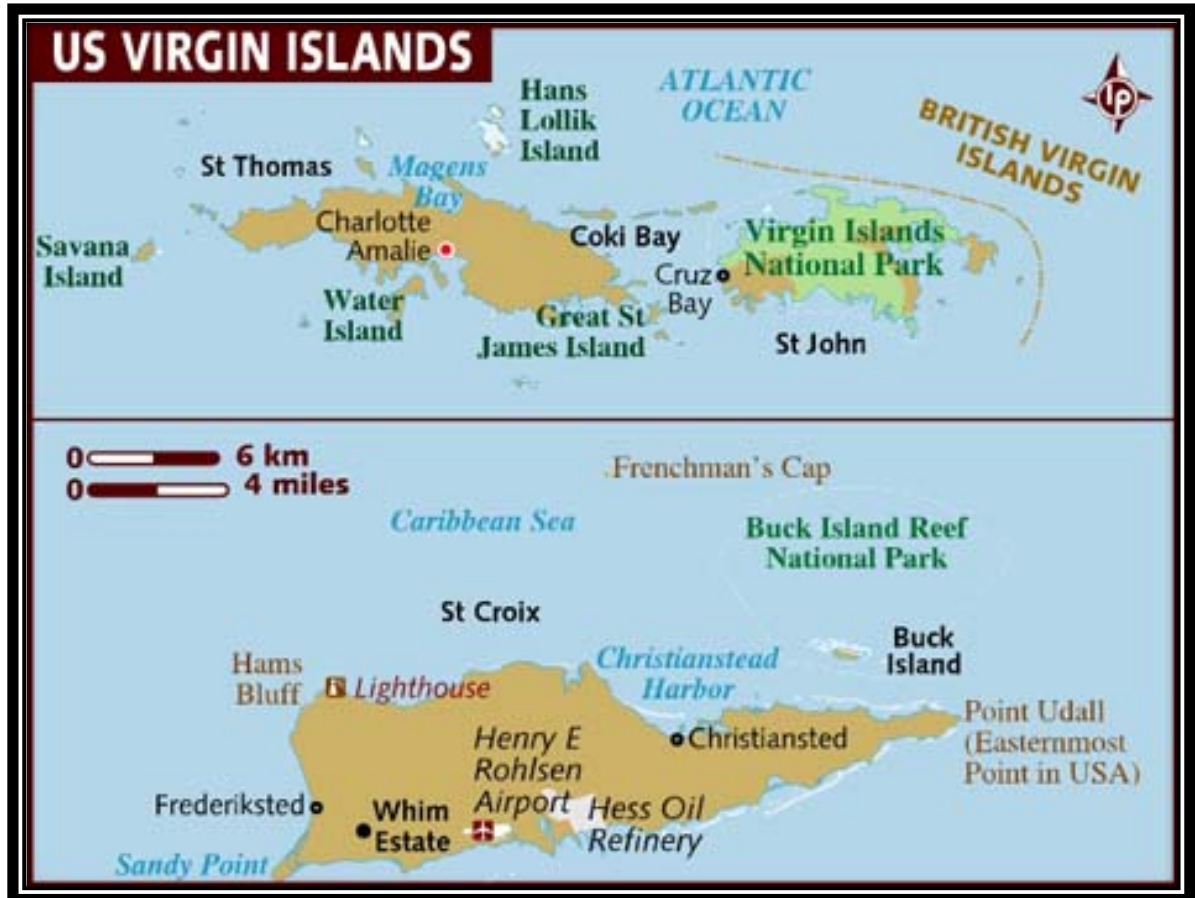 US VIRGIN ISLANDS
Hans
Lollik
Island
ATLANTIC
OCEAN
lp
BRITISH VIRGIN
ISLANDS
St Thomas
Magens
Bay
Charlotte
Amalie
Savana
Island
Coki Bay
Virgin Islands
National Park
Cruz
Bay
Water
Island
Great St
James Island
St John
0 6 km
0 4 miles
Frenchman's Cap
Caribbean Sea
Buck Island Reef
National Park
St Croix
Buck
Island
Hams
Bluff
Lighthouse
Christianstead
Harbor
Point Udall
(Easternmost
Point in USA)
Henry E
Rohlsen
Airport
Christiansted
Frederiksted
Whim
Estate
Hess Oil
Refinery
Sandy Point